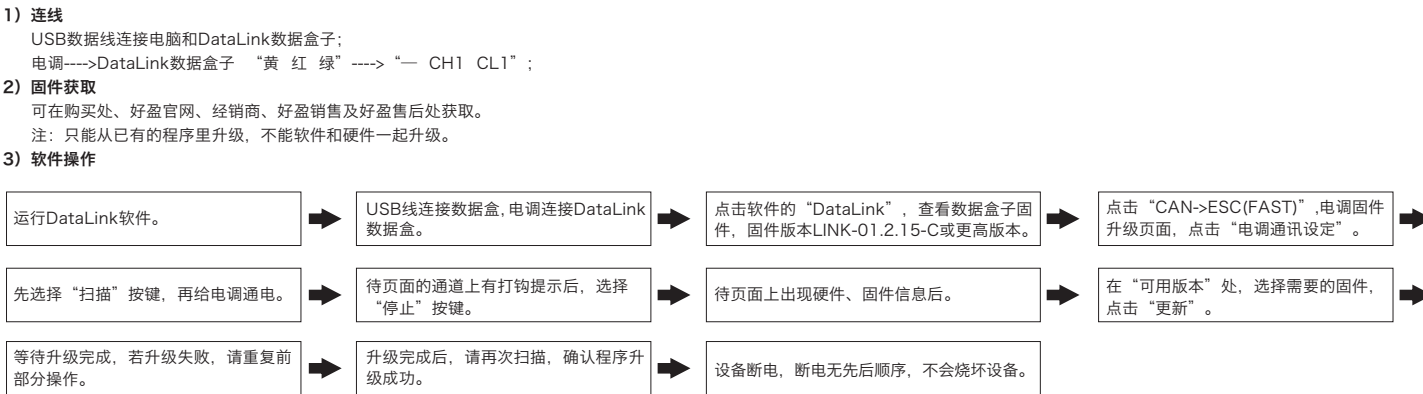 1）连线
USB数据线连接电脑和DataLink数据盒子；
电调---->DataLink数据盒子 “黄 红 绿”---->“— CH1 CL1”；
2）固件获取
可在购买处、好盈官网、经销商、好盈销售及好盈售后处获取。
注：只能从已有的程序里升级，不能软件和硬件一起升级。
3）软件操作
运行DataLink软件。
USB线连接数据盒,电调连接DataLink
数据盒。
点击软件的“DataLink”，查看数据盒子固
件，固件版本LINK-01.2.15-C或更高版本。
点击“CAN->ESC(FAST)”,电调固件
升级页面，点击“电调通讯设定”。
先选择“扫描”按键，再给电调通电。
待页面的通道上有打钩提示后，选择
“停止”按键。
待页面上出现硬件、固件信息后。
在“可用版本”处，选择需要的固件，
点击“更新”。
等待升级完成，若升级失败，请重复前
部分操作。
升级完成后，请再次扫描，确认程序升
级成功。
设备断电，断电无先后顺序，不会烧坏设备。